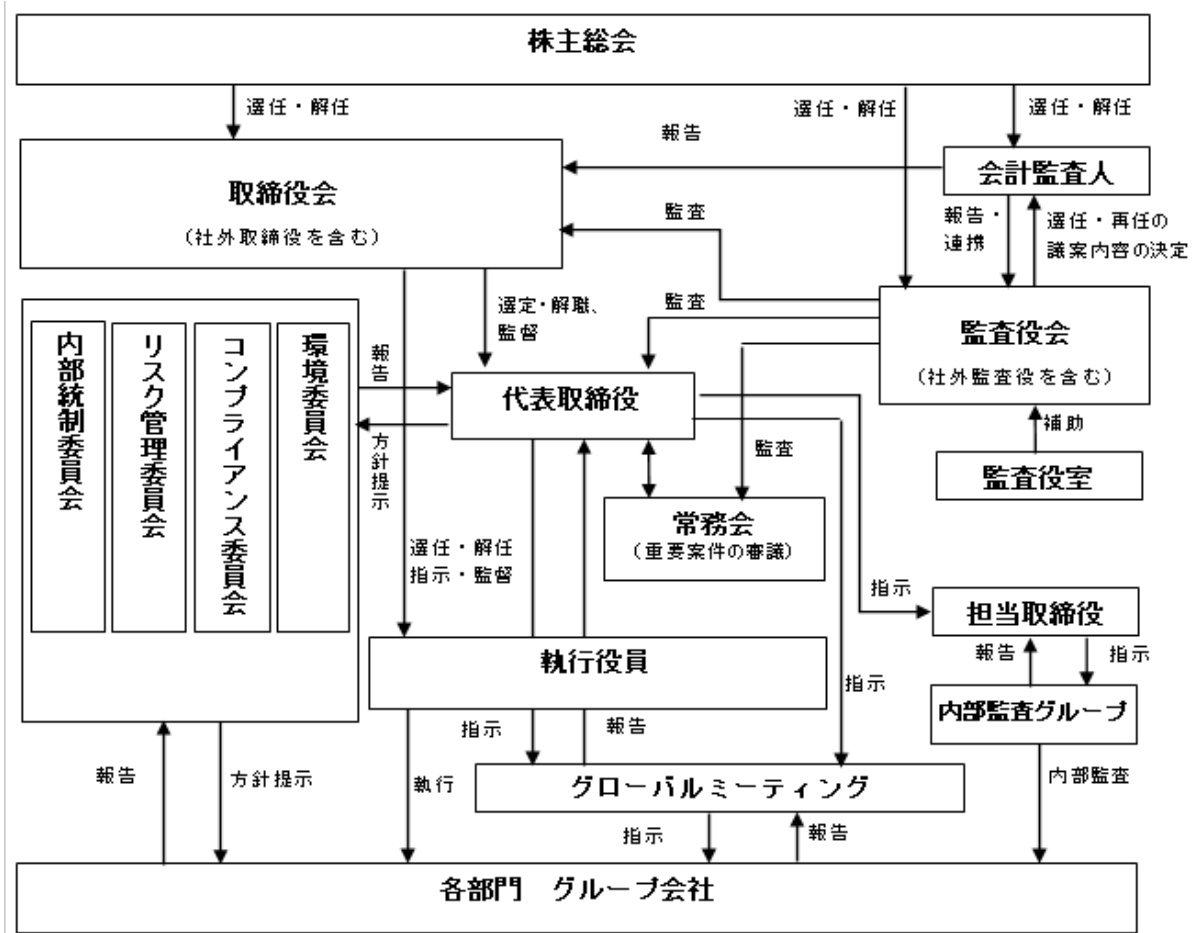 株主総会
選任・解任
選任・解任
選任・解任
報告
会計監査人
取締役会
(社外取締役を含む)
監査
報告・
連携
選任・再任の
議案内容の決定
選定・解職、
監督
監査
監査役会
(社外監査役を含む)
内部統制委員会
リスク管理委員会
コンプライアンス委員会
環境委員会
報告
代表取締役
方針提示
監査
補助
監査役室
常務会
(重要案件の審議)
選任・解任
指示・監督
指示
担当取締役
報告
指示
執行役員
指示
内部監査グループ
指示
報告
報告
方針提示
執行
グローバルミーティング
内部監査
指示
報告
各部門 グループ会社